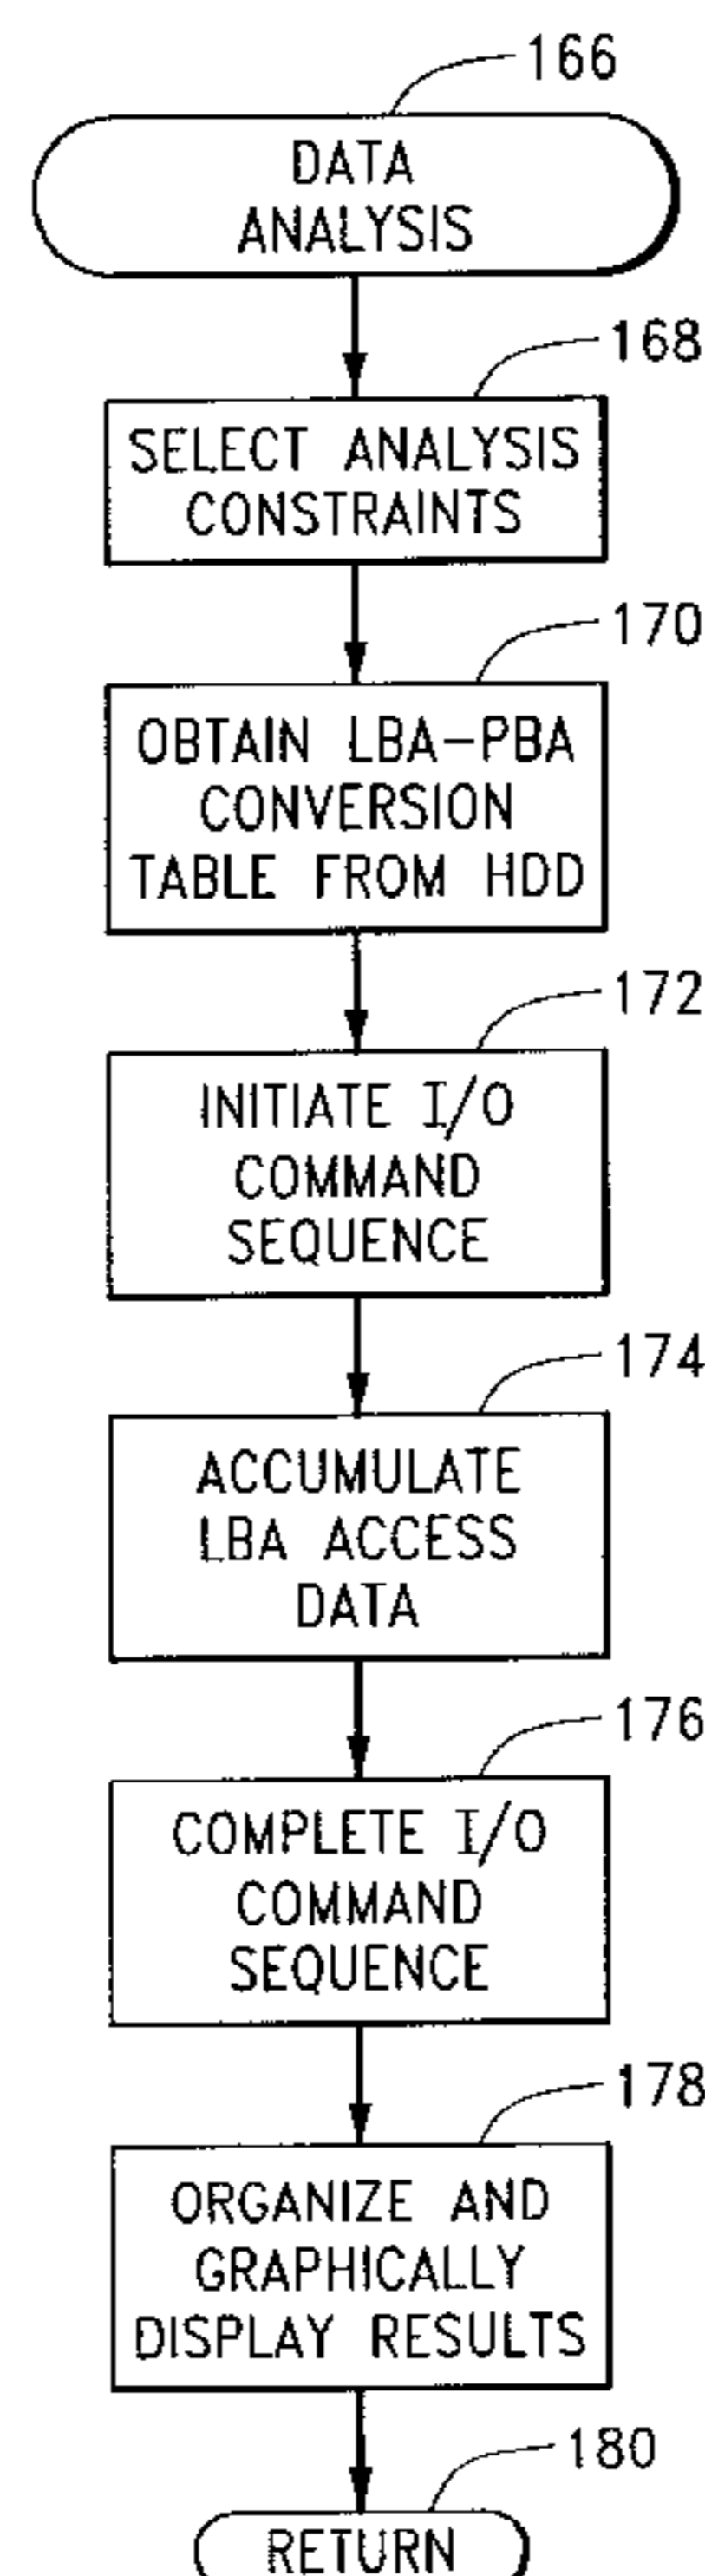 166
DATA
ANALYSIS
168
SELECT ANALYSIS
CONSTRAINTS
170
OBTAIN LBA-PBA
CONVERSION
TABLE FROM HDD
172
INITIATE I/O
COMMAND
SEQUENCE
174
ACCUMULATE
LBA ACCESS
DATA
176
COMPLETE I/O
COMMAND
SEQUENCE
178
ORGANIZE AND
GRAPHICALLY
DISPLAY RESULTS
180
RETURN